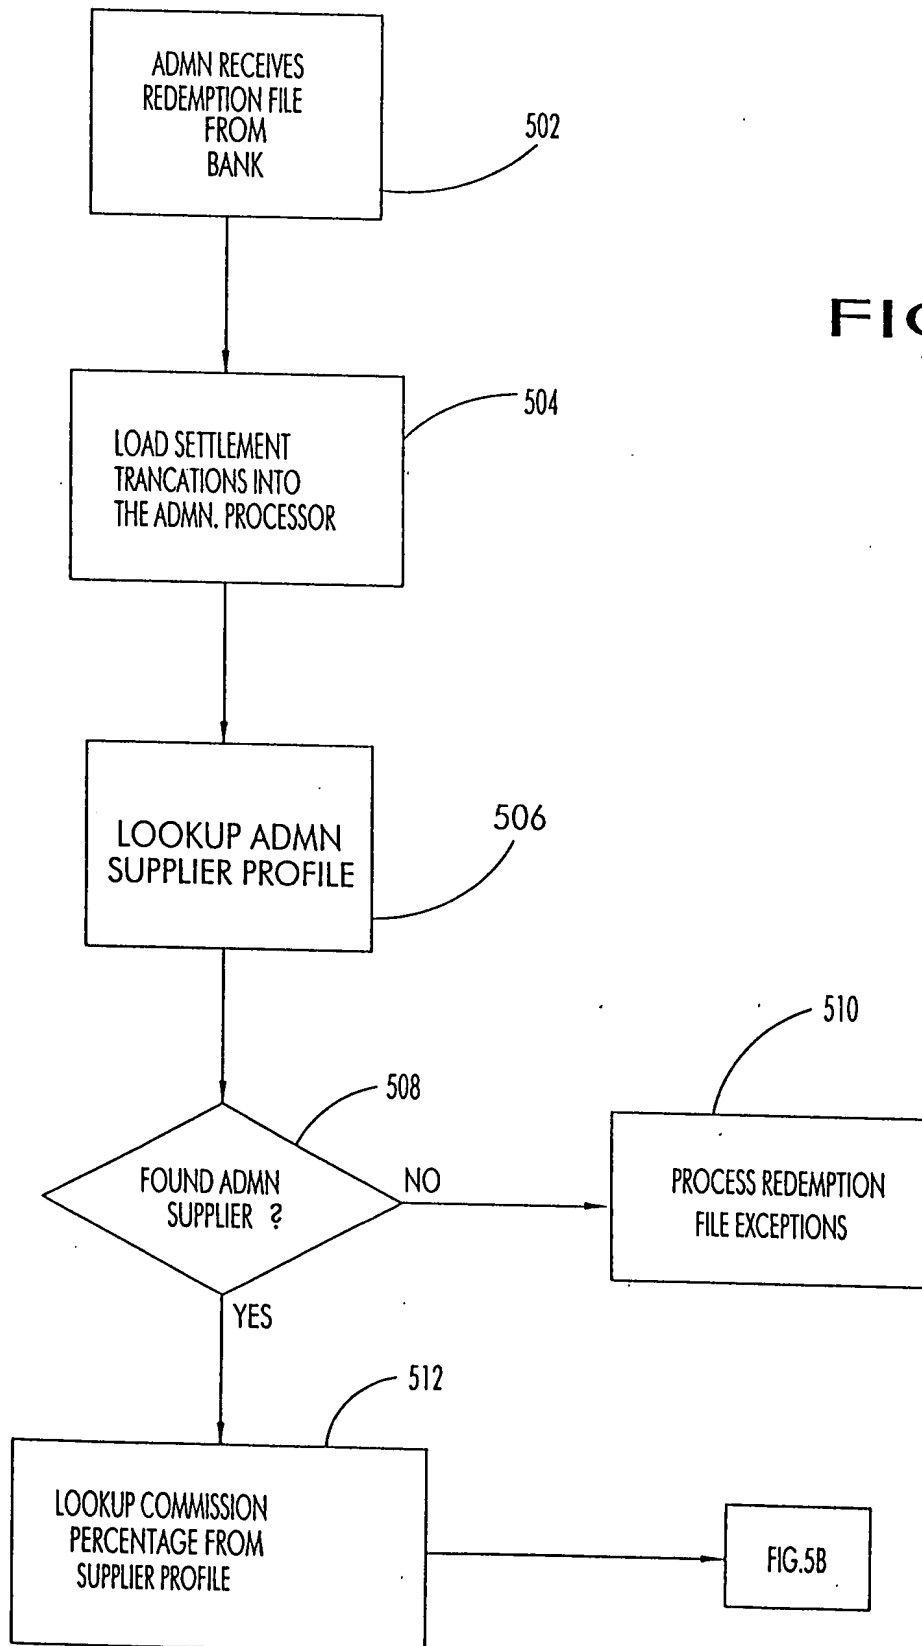 ADMN RECEIVES
REDEMPTION FILE
FROM
BANK
502
FIG
504
LOAD SETTLEMENT
TRANCATIONS INTO
THE ADMN. PROCESSOR
LOOKUP ADMN
SUPPLIER PROFILE
506
510
508
FOUND ADMN
SUPPLIER ?
NO
PROCESS REDEMPTION
FILE EXCEPTIONS
YES
512
LOOKUP COMMISSION
PERCENTAGE FROM
SUPPLIER PROFILE
FIG.5B